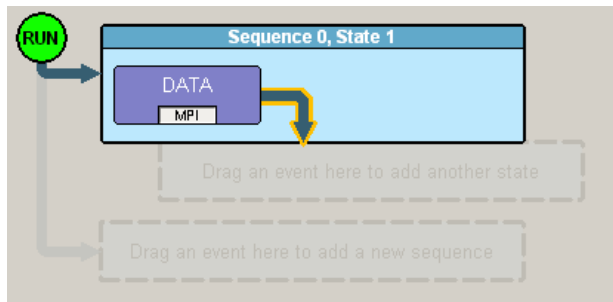 RUN
Sequence 0, State 1
DATA
MPI
Drag an event here to add another state
Drag an event here to add a new sequence